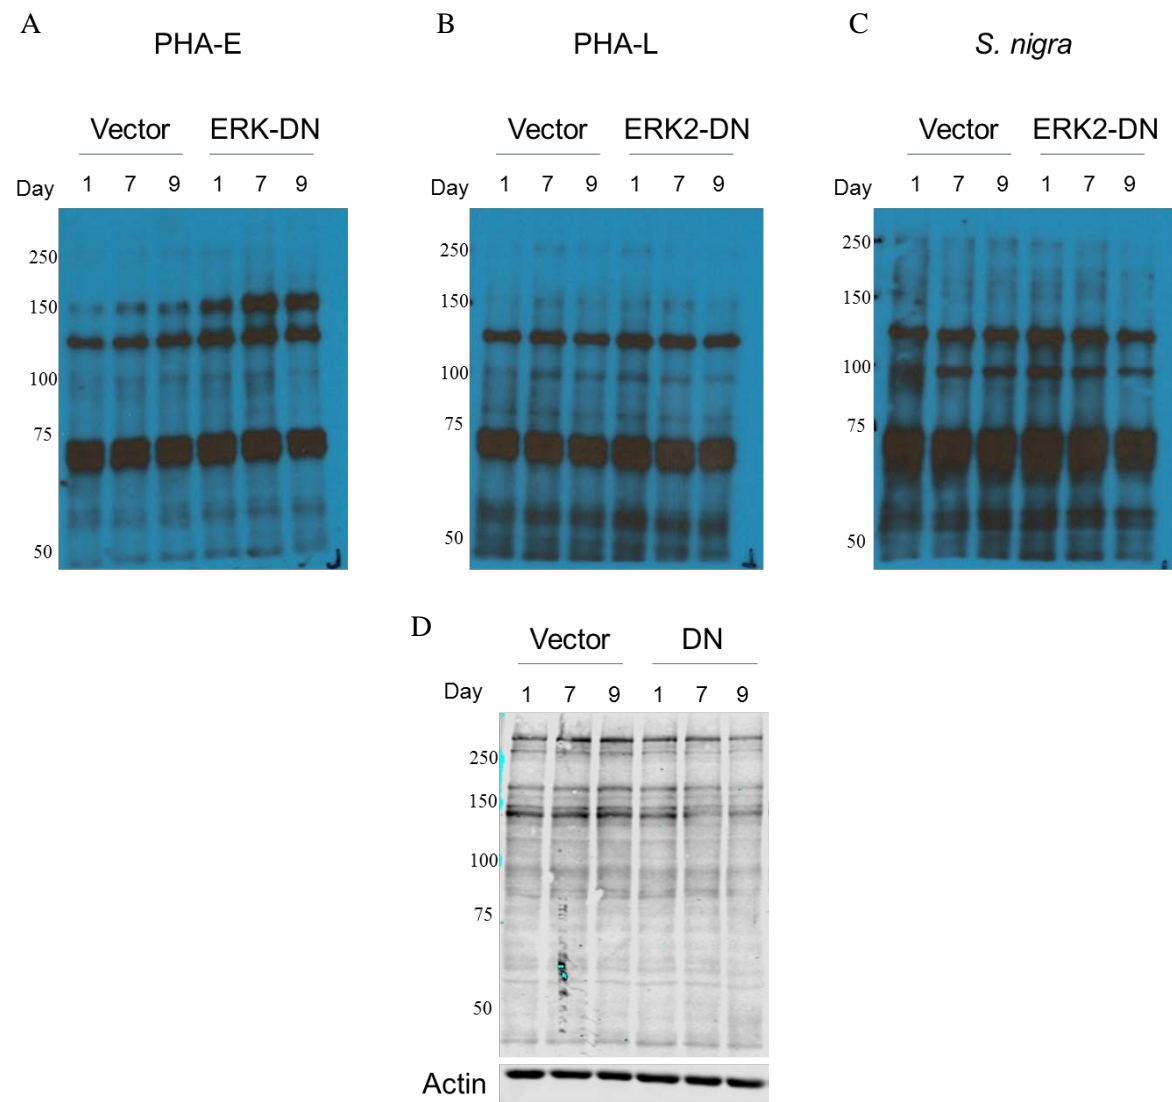 A
PHA-E
Vector ERK-DN
Day 1 7 9 1 7 9
250
150
100
75
50
J
B
PHA-L
Vector ERK2-DN
Day 1 7 9 1 7 9
250
150
100
75
50
C
S. nigra
Vector ERK2-DN
Day 1 7 9 1 7 9
250
150
100
75
50
D
Vector DN
Day 1 7 9 1 7 9
250
150
100
75
50
Actin